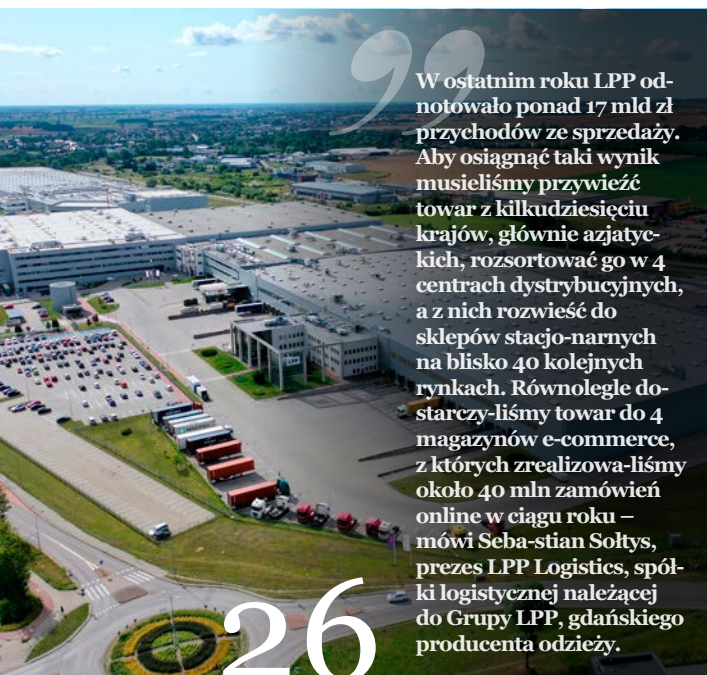 ”
W ostatnim roku LPP od-
notowało ponad 17 mld zł
przychodów ze sprzedaży.
Aby osiągnąć taki wynik
musieliśmy przywieźć
towar z kilkudziesięciu
krajów, głównie azjatyc-
kich, rozsortować go w 4
centrach dystrybucyjnych,
a z nich rozwieść do
sklepów stacjo-narnych
na blisko 40 kolejnych
rynkach. Równolegle do-
starczy-liśmy towar do 4
magazynów e-commerce,
z których zrealizowa-liśmy
około 40 mln zamówień
online w ciągu roku –
mówi Seba-stian Sołtys,
prezes LPP Logistics, spół-
ki logistycznej należącej
do Grupy LPP, gdańskiego
producenta odzieży.
26